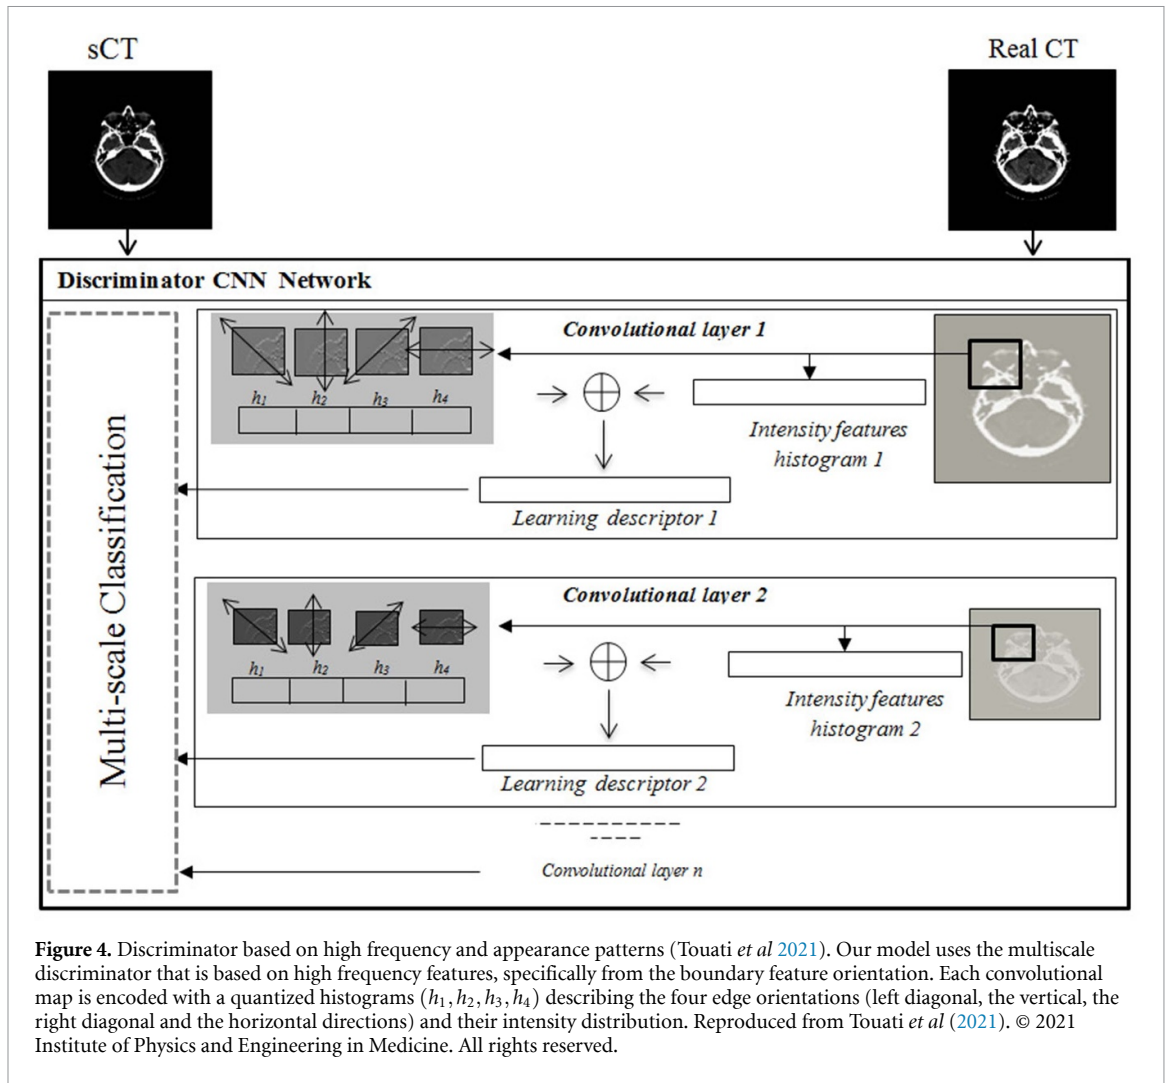 sCT
Real CT
Discriminator CNN Network
Multi-scale Classification
Convolutional layer 1
h₁ h₂ h₃ h₄
Intensity features
histogram 1
Learning descriptor 1
Convolutional layer 2
h₁ h₂ h₃ h₄
Intensity features
histogram 2
Learning descriptor 2
Convolutional layer n
Figure 4. Discriminator based on high frequency and appearance patterns (Touati et al 2021). Our model uses the multiscale
discriminator that is based on high frequency features, specifically from the boundary feature orientation. Each convolutional
map is encoded with a quantized histograms (h₁, h₂, h₃, h₄) describing the four edge orientations (left diagonal, the vertical, the
right diagonal and the horizontal directions) and their intensity distribution. Reproduced from Touati et al (2021). © 2021
Institute of Physics and Engineering in Medicine. All rights reserved.